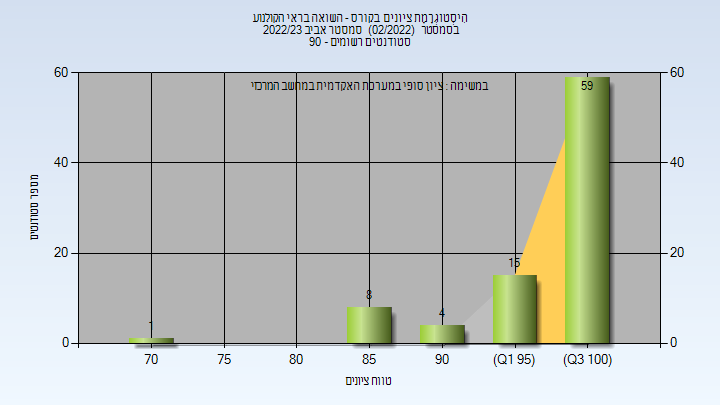 היסטוגרמת ציונים בקורס - השואה בראי הקולנוע
בסמסטר (02/2022) סמסטר אביב 2022/23
סטודנטים רשומים - 90
במשימה : ציון סופי במערכת האקדמית במחשב המרכזי
מספר סטודנטים
60
40
20
0
60
40
20
0
1
8
4
15
59
70
75
80
85
90
(Q1 95)
(Q3 100)
טווח ציונים